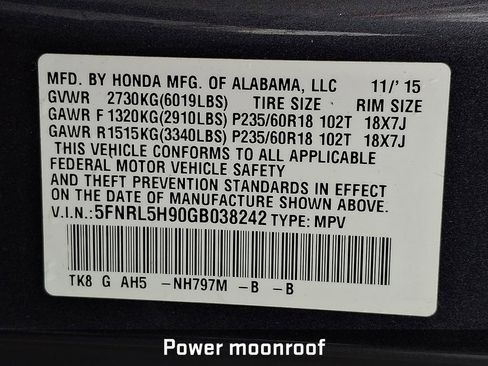 MFD. BY HONDA MFG. OF ALABAMA, LLC 11/ 15
GVWR 2730KG(6019LBS) TIRE SIZE RIM SIZE
GAWR F 1320KG(2910LBS) P235/60R18 102T 18X7J
GAWR R1515KG(3340LBS) P235/60R18 102T 18X7J
THIS VEHICLE CONFORMS TO ALL APPLICABLE
FEDERAL MOTOR VEHICLE SAFETY
AND THEFT PREVENTION STANDARDS IN EFFECT
ON THE DATE OF MANUFACTURE SHOWN ABOVE.
V.I.N.: 5FNRL5H90GB038242 TYPE: MPV
TK8 G AH5 -NH797M -B -B
Power moonroof